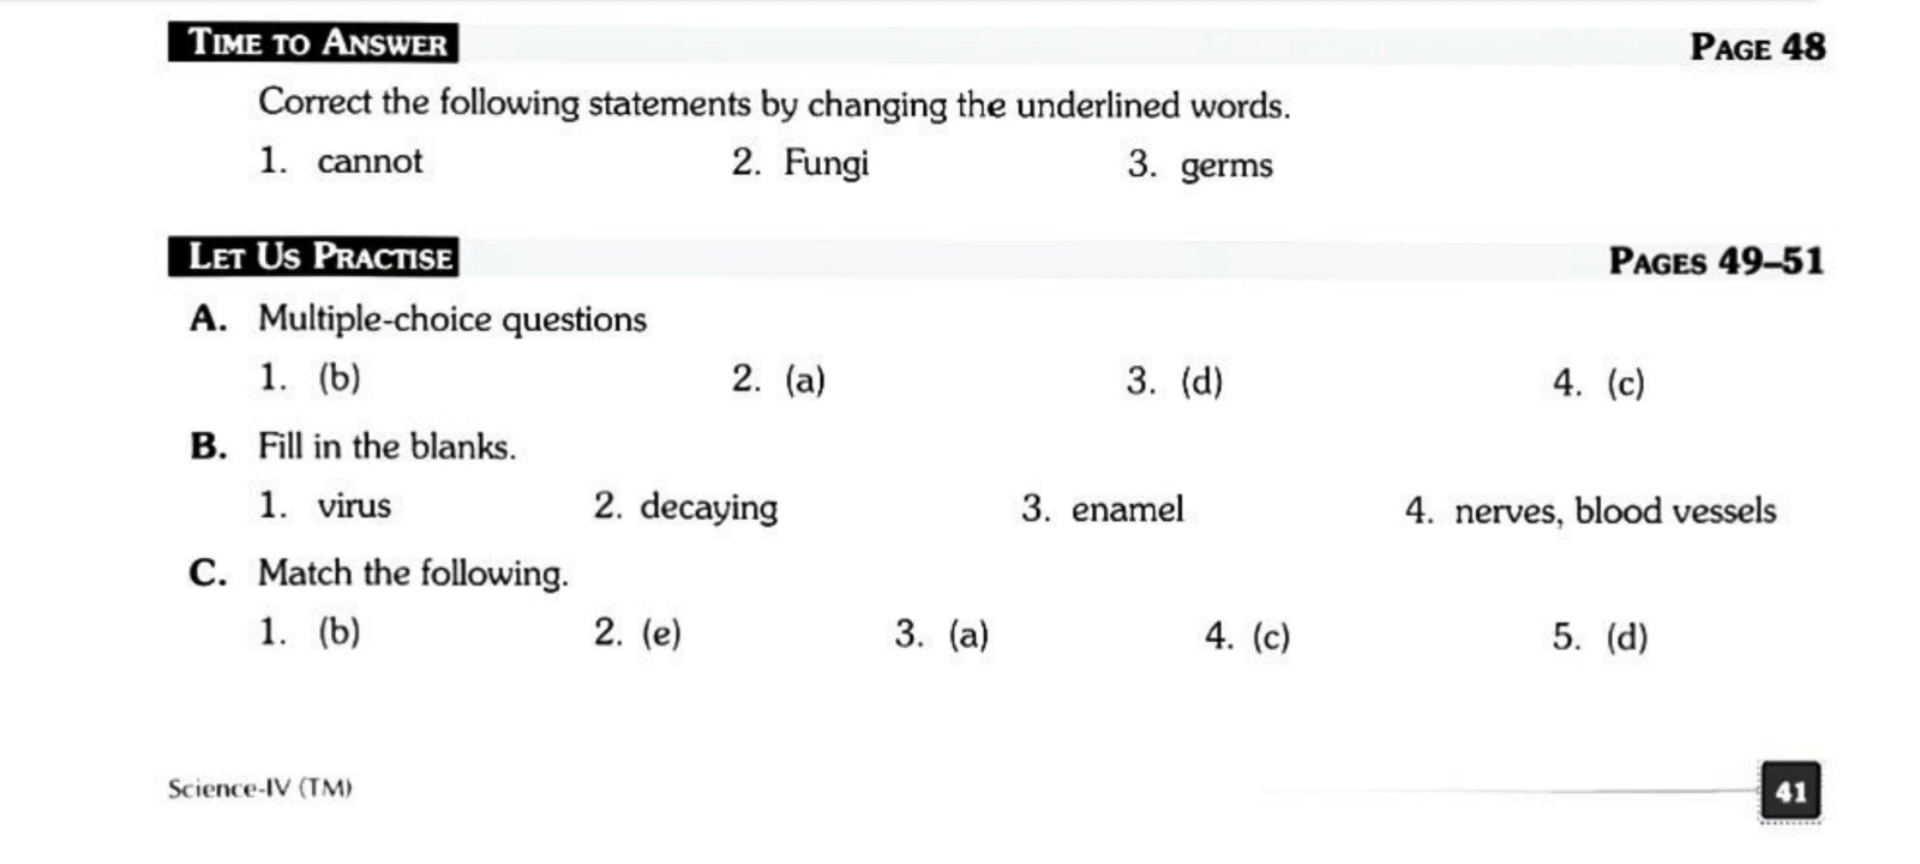 TIME TO ANSWER PAGE 48
Correct the following statements by changing the underlined words.
1. cannot 2. Fungi 3. germs
LET US PRACTISE PAGES 49–51
A. Multiple-choice questions
1. (b) 2. (a) 3. (d) 4. (c)
B. Fill in the blanks.
1. virus 2. decaying 3. enamel 4. nerves, blood vessels
C. Match the following.
1. (b) 2. (e) 3. (a) 4. (c) 5. (d)
Science-IV (TM) 41